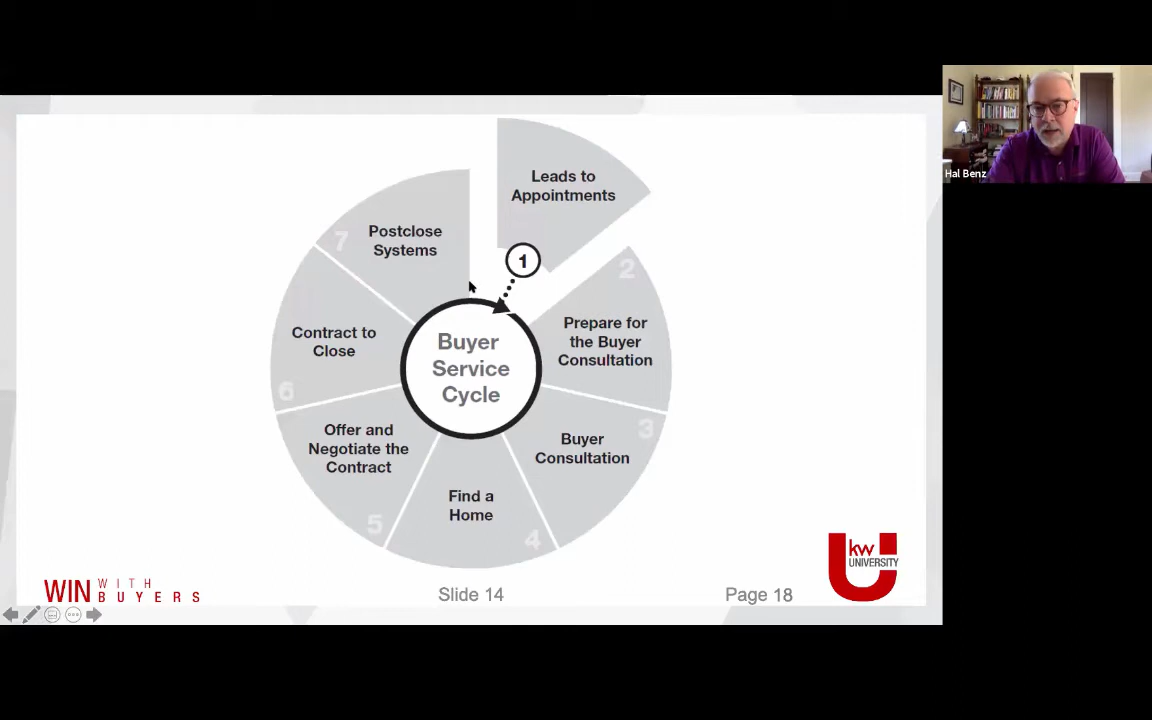 Leads to
Appointments
1
2
Prepare for
the Buyer
Consultation
3
Buyer
Consultation
Find a
Home
4
Offer and
Negotiate the
Contract
5
Contract to
Close
6
7
Postclose
Systems
Buyer
Service
Cycle
WIN WITH
BUYERS
Slide 14
Page 18
kw
UNIVERSITY
Hal Benz